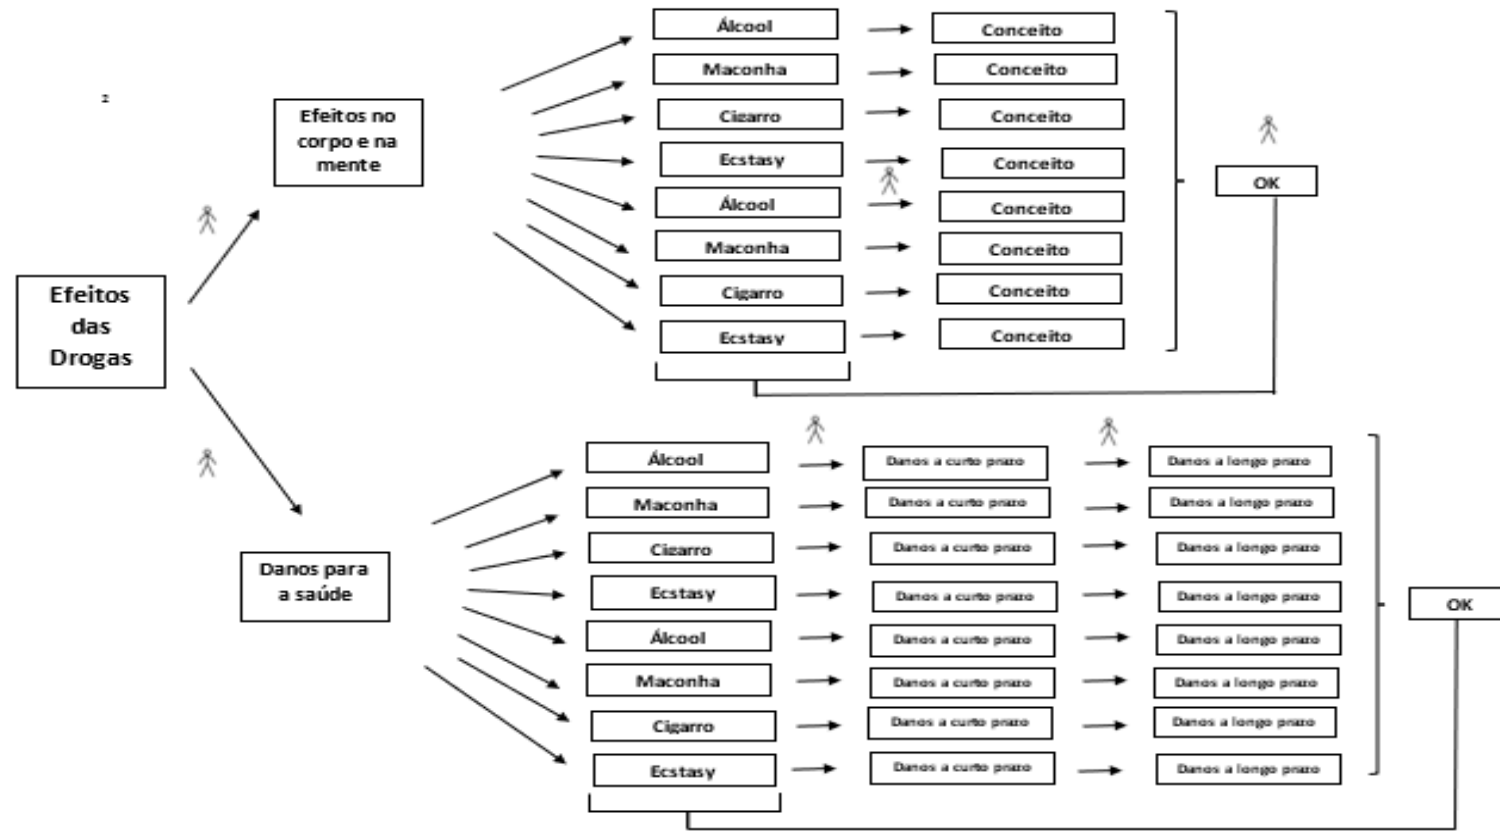 Efeitos
das
Drogas
Efeitos no
corpo e na
mente
Álcool
Conceito
Maconha
Conceito
Cigarro
Conceito
Ecstasy
Conceito
Álcool
Conceito
Maconha
Conceito
Cigarro
Conceito
Ecstasy
Conceito
OK
Danos para
a saúde
Álcool
Danos a curto prazo
Danos a longo prazo
Maconha
Danos a curto prazo
Danos a longo prazo
Cigarro
Danos a curto prazo
Danos a longo prazo
Ecstasy
Danos a curto prazo
Danos a longo prazo
Álcool
Danos a curto prazo
Danos a longo prazo
Maconha
Danos a curto prazo
Danos a longo prazo
Cigarro
Danos a curto prazo
Danos a longo prazo
Ecstasy
Danos a curto prazo
Danos a longo prazo
OK